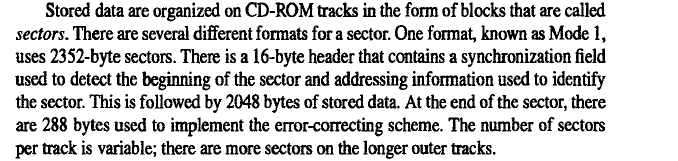 Stored data are organized on CD-ROM tracks in the form of blocks that are called
sectors. There are several different formats for a sector. One format, known as Mode 1,
uses 2352-byte sectors. There is a 16-byte header that contains a synchronization field
used to detect the beginning of the sector and addressing information used to identify
the sector. This is followed by 2048 bytes of stored data. At the end of the sector, there
are 288 bytes used to implement the error-correcting scheme. The number of sectors
per track is variable; there are more sectors on the longer outer tracks.